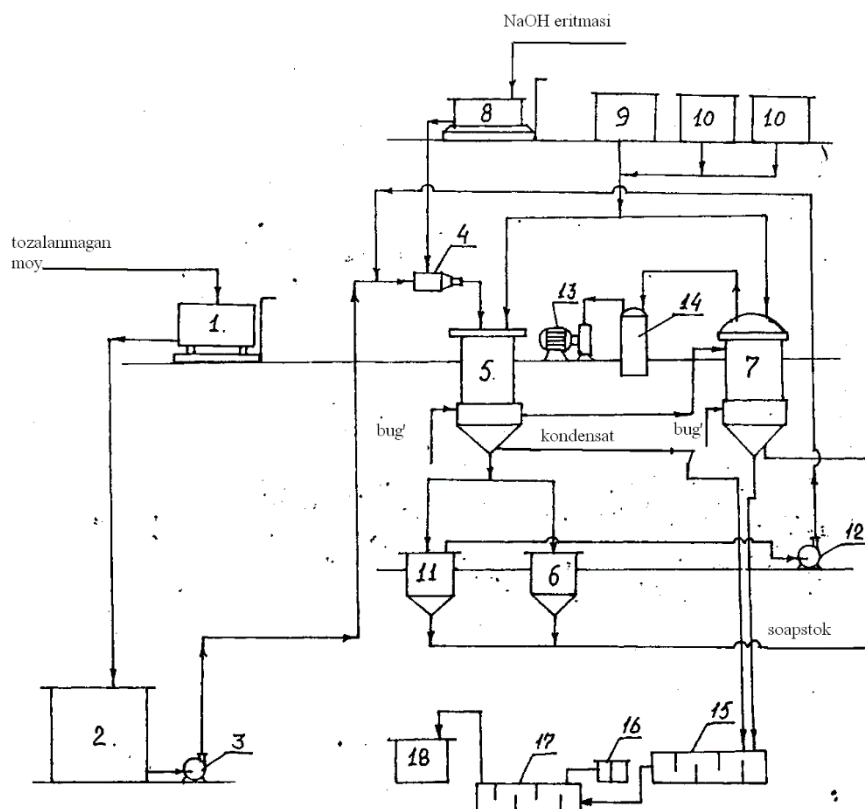 NaOH eritmasi
8
9
10
10
tozalanmagan
moy
4
1.
13
14
5.
7
bug'
kondensat
bug'
12
11
6
soapstok
2.
3
18
17
16
15